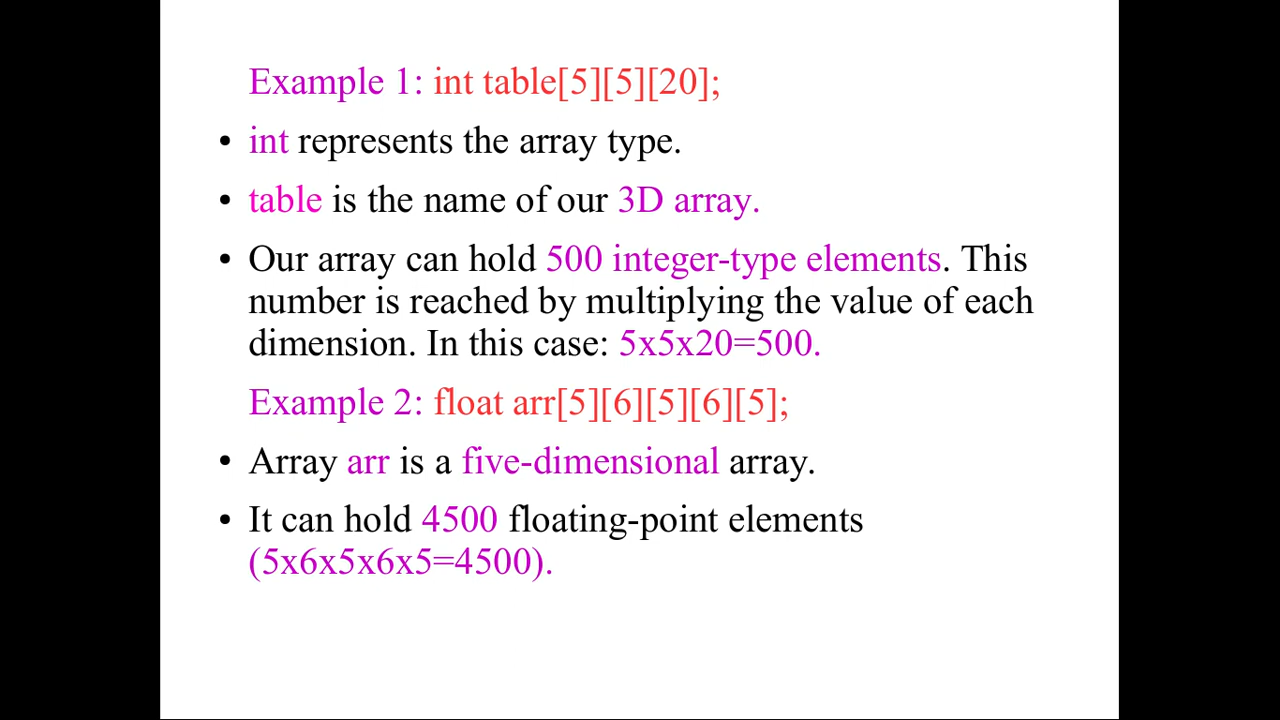 Example 1: int table[5][5][20];
• int represents the array type.
• table is the name of our 3D array.
• Our array can hold 500 integer-type elements. This
number is reached by multiplying the value of each
dimension. In this case: 5x5x20=500.
Example 2: float arr[5][6][5][6][5];
• Array arr is a five-dimensional array.
• It can hold 4500 floating-point elements
(5x6x5x6x5=4500).